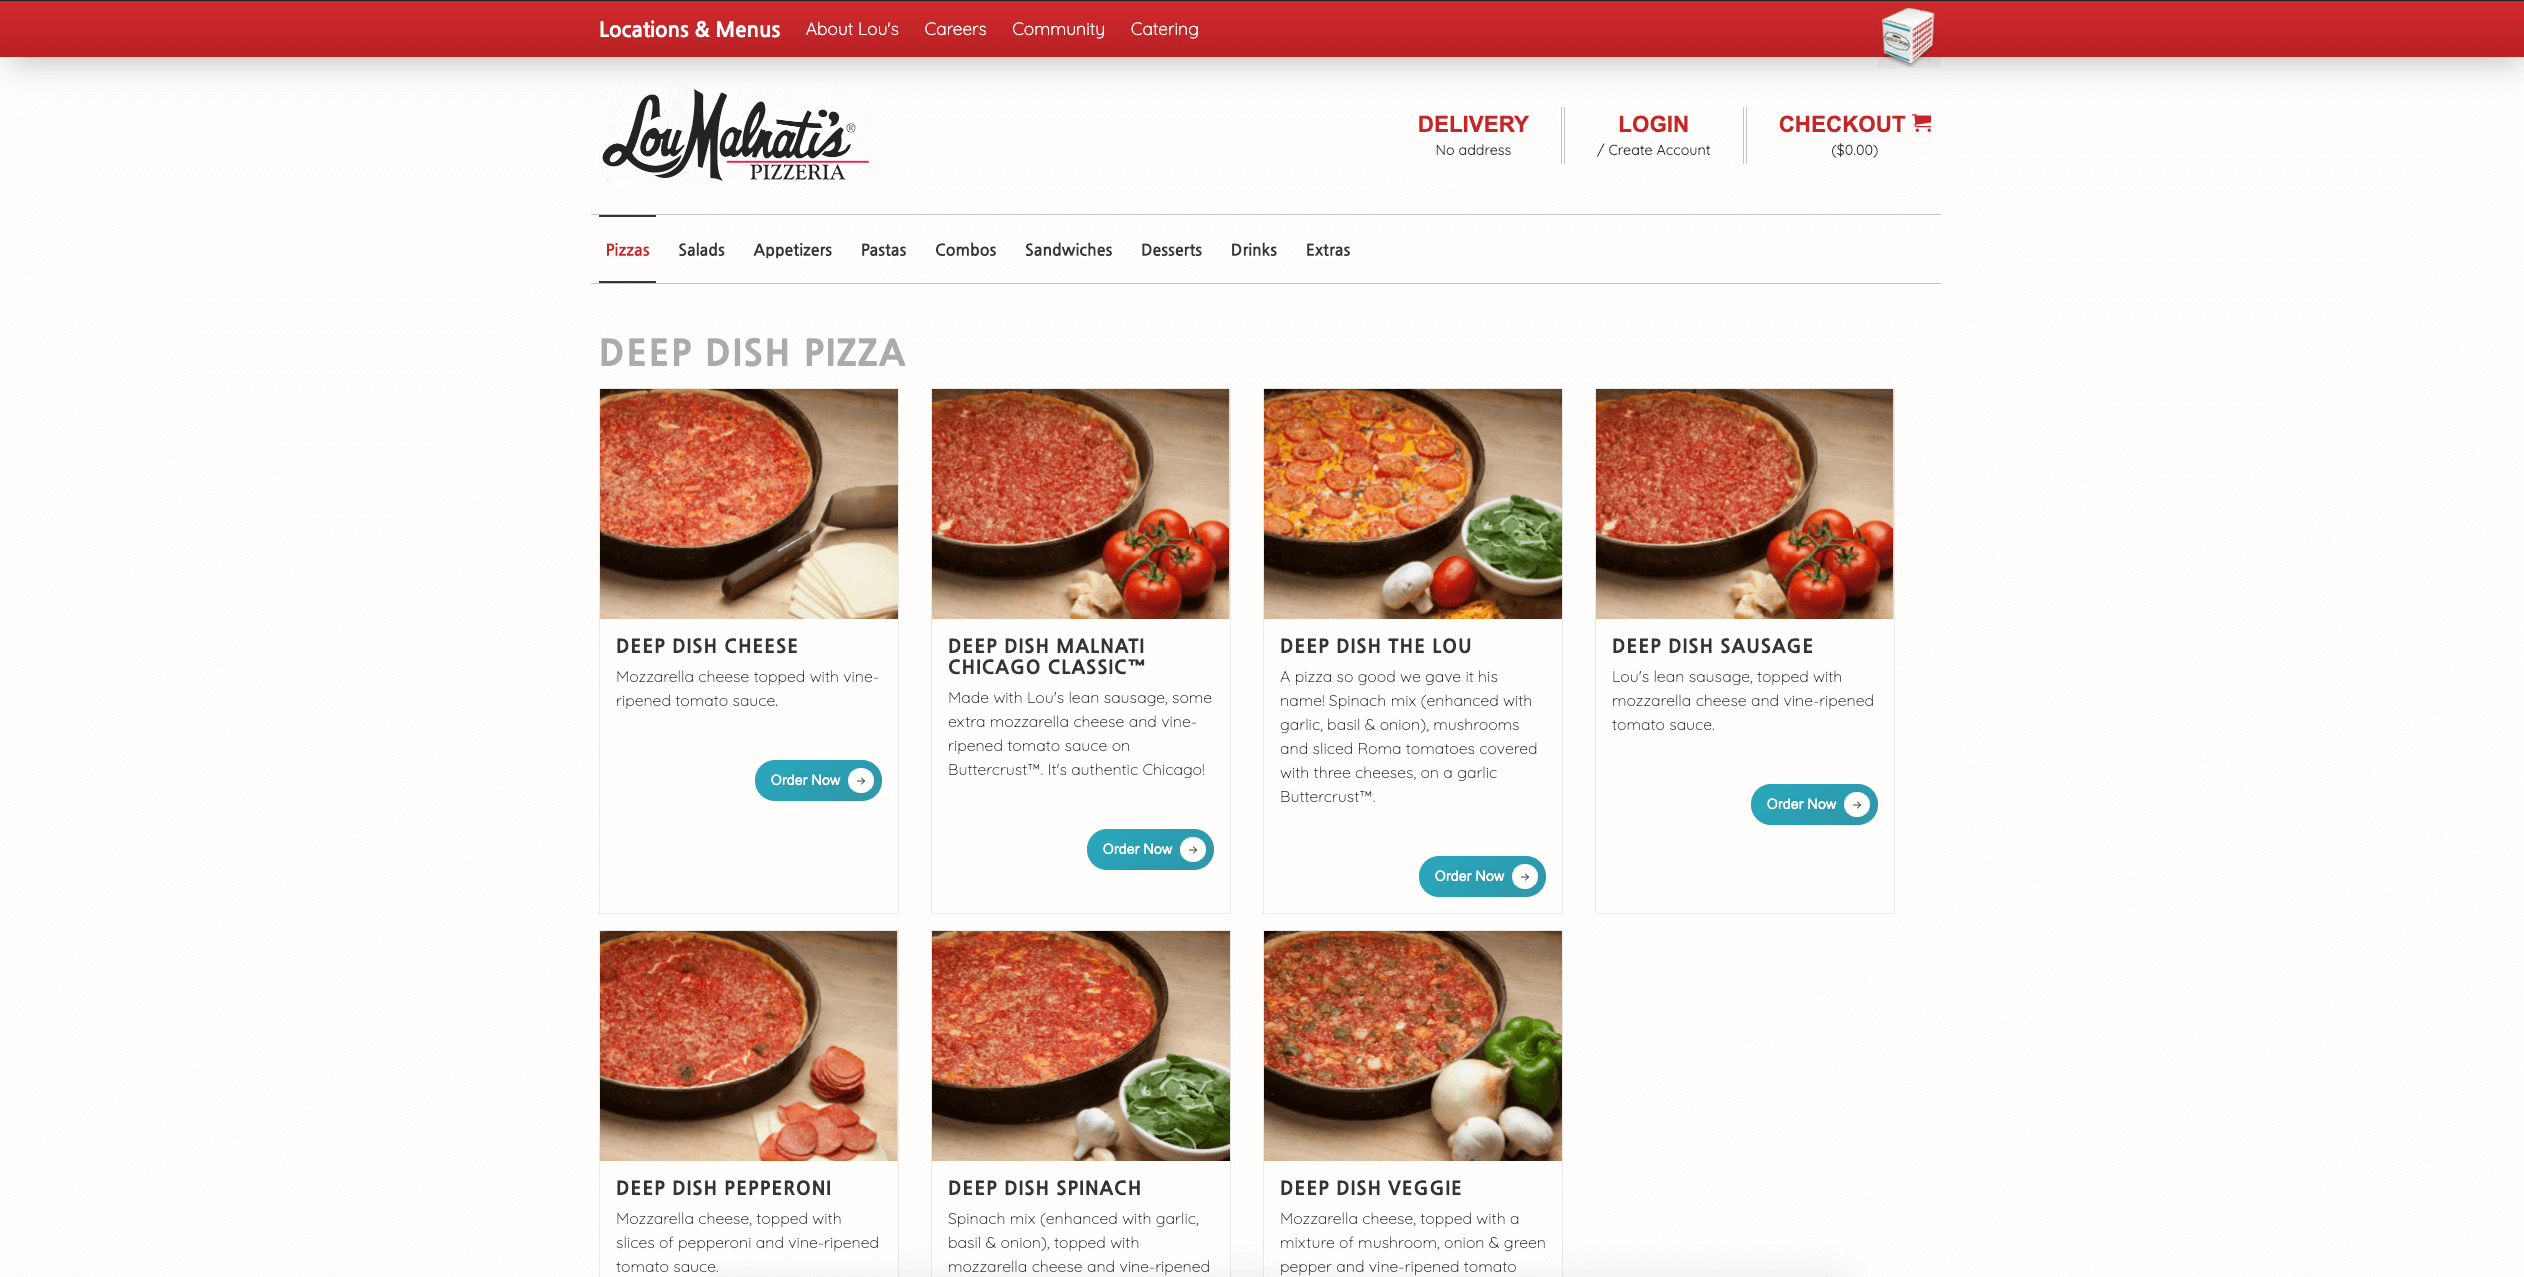 Locations & Menus About Lou's Careers Community Catering
Lou Malnati's®
PIZZERIA
DELIVERY
No address
LOGIN
/ Create Account
CHECKOUT
($0.00)
Pizzas Salads Appetizers Pastas Combos Sandwiches Desserts Drinks Extras
DEEP DISH PIZZA
DEEP DISH CHEESE
Mozzarella cheese topped with vine-
ripened tomato sauce.
Order Now
DEEP DISH MALNATI
CHICAGO CLASSIC™
Made with Lou's lean sausage, some
extra mozzarella cheese and vine-
ripened tomato sauce on
Buttercrust™. It's authentic Chicago!
Order Now
DEEP DISH THE LOU
A pizza so good we gave it his
name! Spinach mix (enhanced with
garlic, basil & onion), mushrooms
and sliced Roma tomatoes covered
with three cheeses, on a garlic
Buttercrust™.
Order Now
DEEP DISH SAUSAGE
Lou's lean sausage, topped with
mozzarella cheese and vine-ripened
tomato sauce.
Order Now
DEEP DISH PEPPERONI
Mozzarella cheese, topped with
slices of pepperoni and vine-ripened
tomato sauce.
DEEP DISH SPINACH
Spinach mix (enhanced with garlic,
basil & onion), topped with
mozzarella cheese and vine-ripened
DEEP DISH VEGGIE
Mozzarella cheese, topped with a
mixture of mushroom, onion & green
pepper and vine-ripened tomato